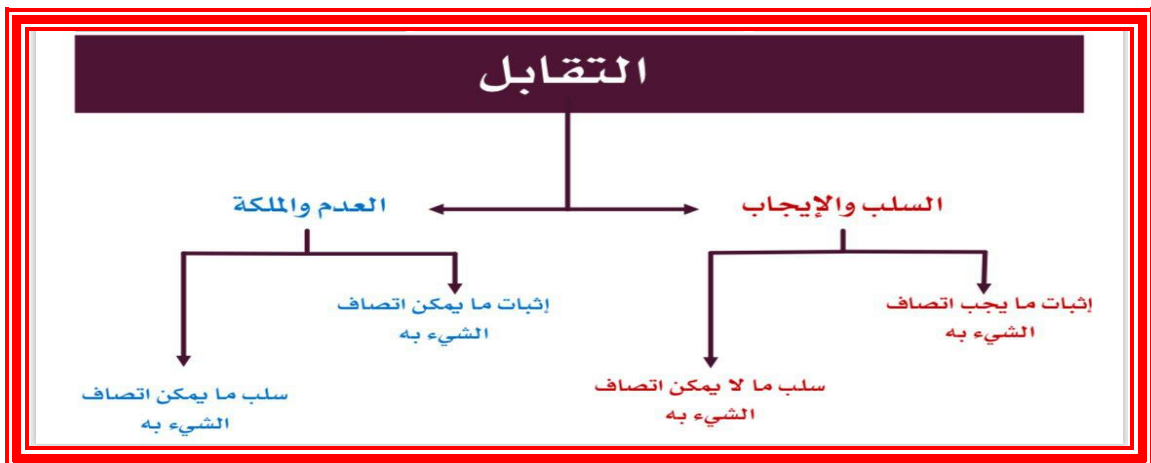 التقابل
السلب والإيجاب
العدم والملكة
إثبات ما يجب اتصاف
الشيء به
سلب ما لا يمكن اتصاف
الشيء به
إثبات ما يمكن اتصاف
الشيء به
سلب ما يمكن اتصاف
الشيء به